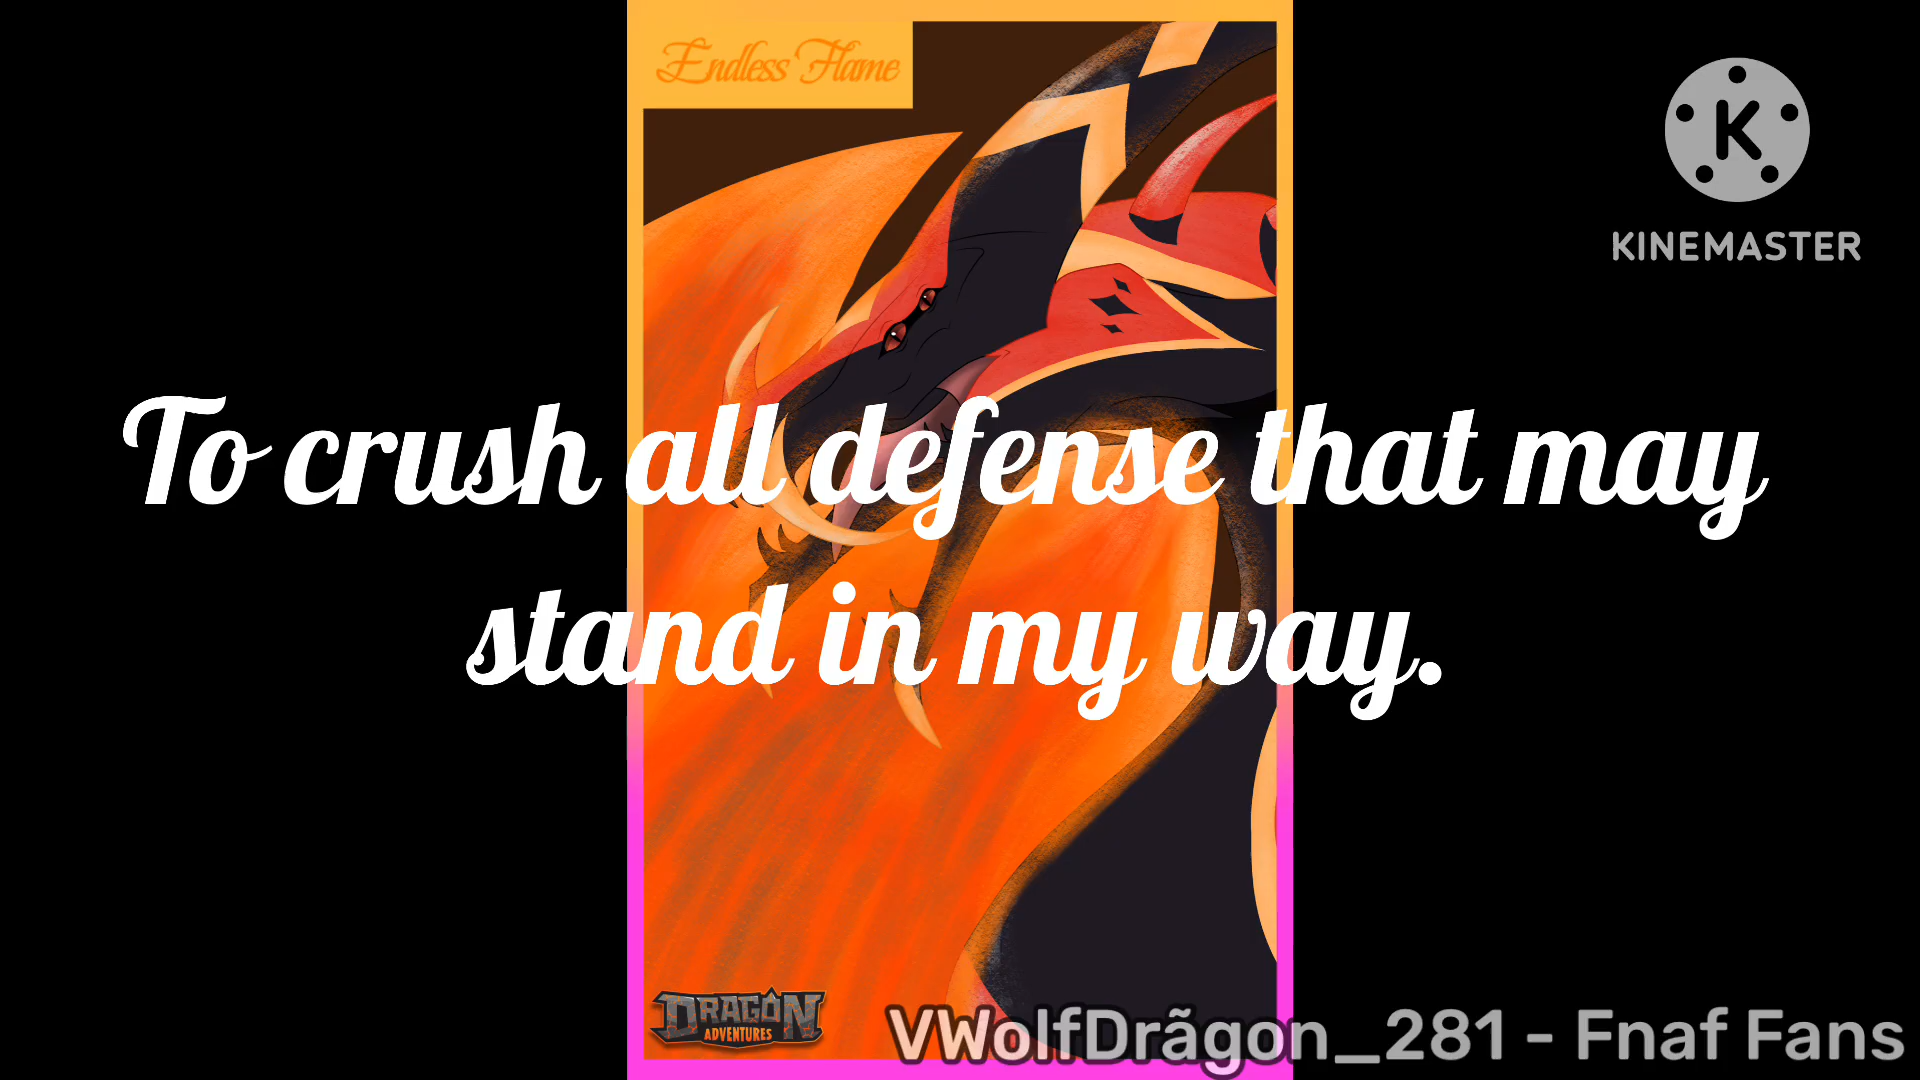 Endless Flame
K
KINEMASTER
To crush all defense that may
stand in my way.
DRAGON
ADVENTURES
VWolfDrãgon_281 - Fnaf Fans